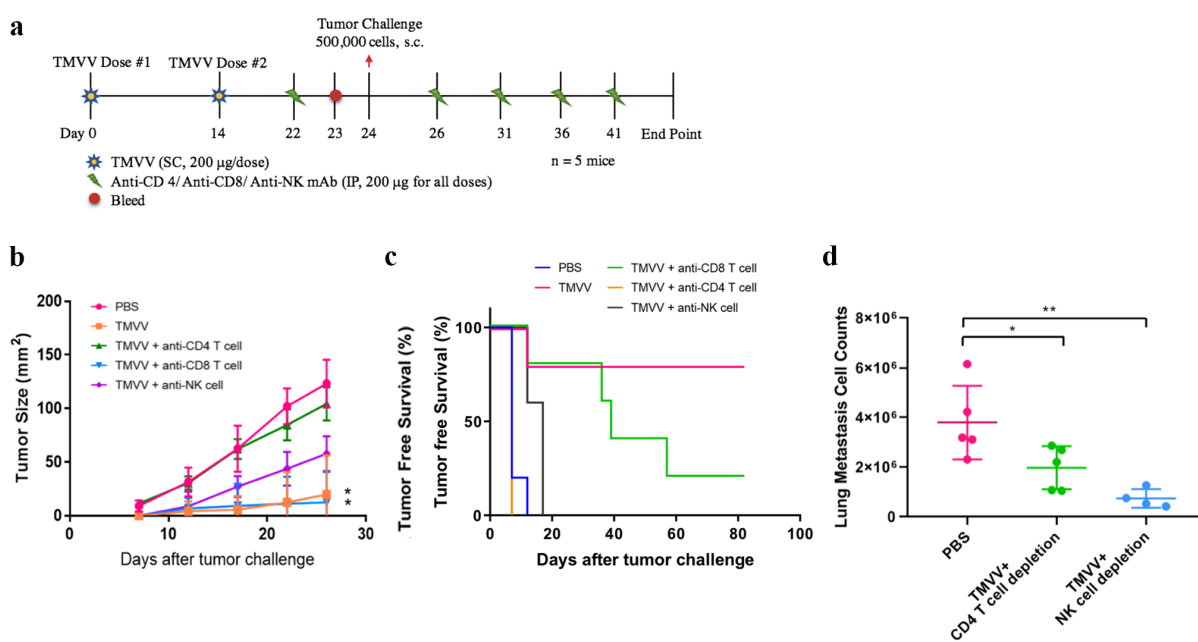 a
Tumor Challenge
500,000 cells, s.c.
TMVV Dose #1
TMVV Dose #2
Day 0
14
22
23
24
26
31
36
41
End Point
TMVV (SC, 200 µg/dose)
n = 5 mice
Anti-CD 4/ Anti-CD8/ Anti-NK mAb (IP, 200 µg for all doses)
Bleed
b
Tumor Size (mm²)
200
150
100
50
0
0
10
20
30
Days after tumor challenge
PBS
TMVV
TMVV + anti-CD4 T cell
TMVV + anti-CD8 T cell
TMVV + anti-NK cell
*
*
c
PBS
TMVV
TMVV + anti-CD8 T cell
TMVV + anti-CD4 T cell
TMVV + anti-NK cell
Tumor Free Survival (%)
Tumor free Survival (%)
100
50
0
0
20
40
60
80
100
Days after tumor challenge
d
Lung Metastasis Cell Counts
8×10⁶
6×10⁶
4×10⁶
2×10⁶
0
**
*
PBS
TMVV+
CD4 T cell depletion
TMVV+
NK cell depletion